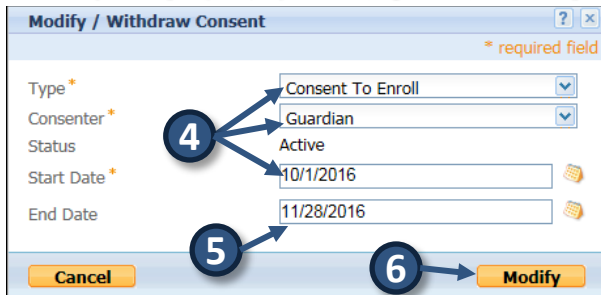 Modify / Withdraw Consent ? ×
* required field
Type * Consent To Enroll
Consenter * Guardian
4
Status Active
Start Date * 10/1/2016
End Date 11/28/2016
5
6
Cancel Modify